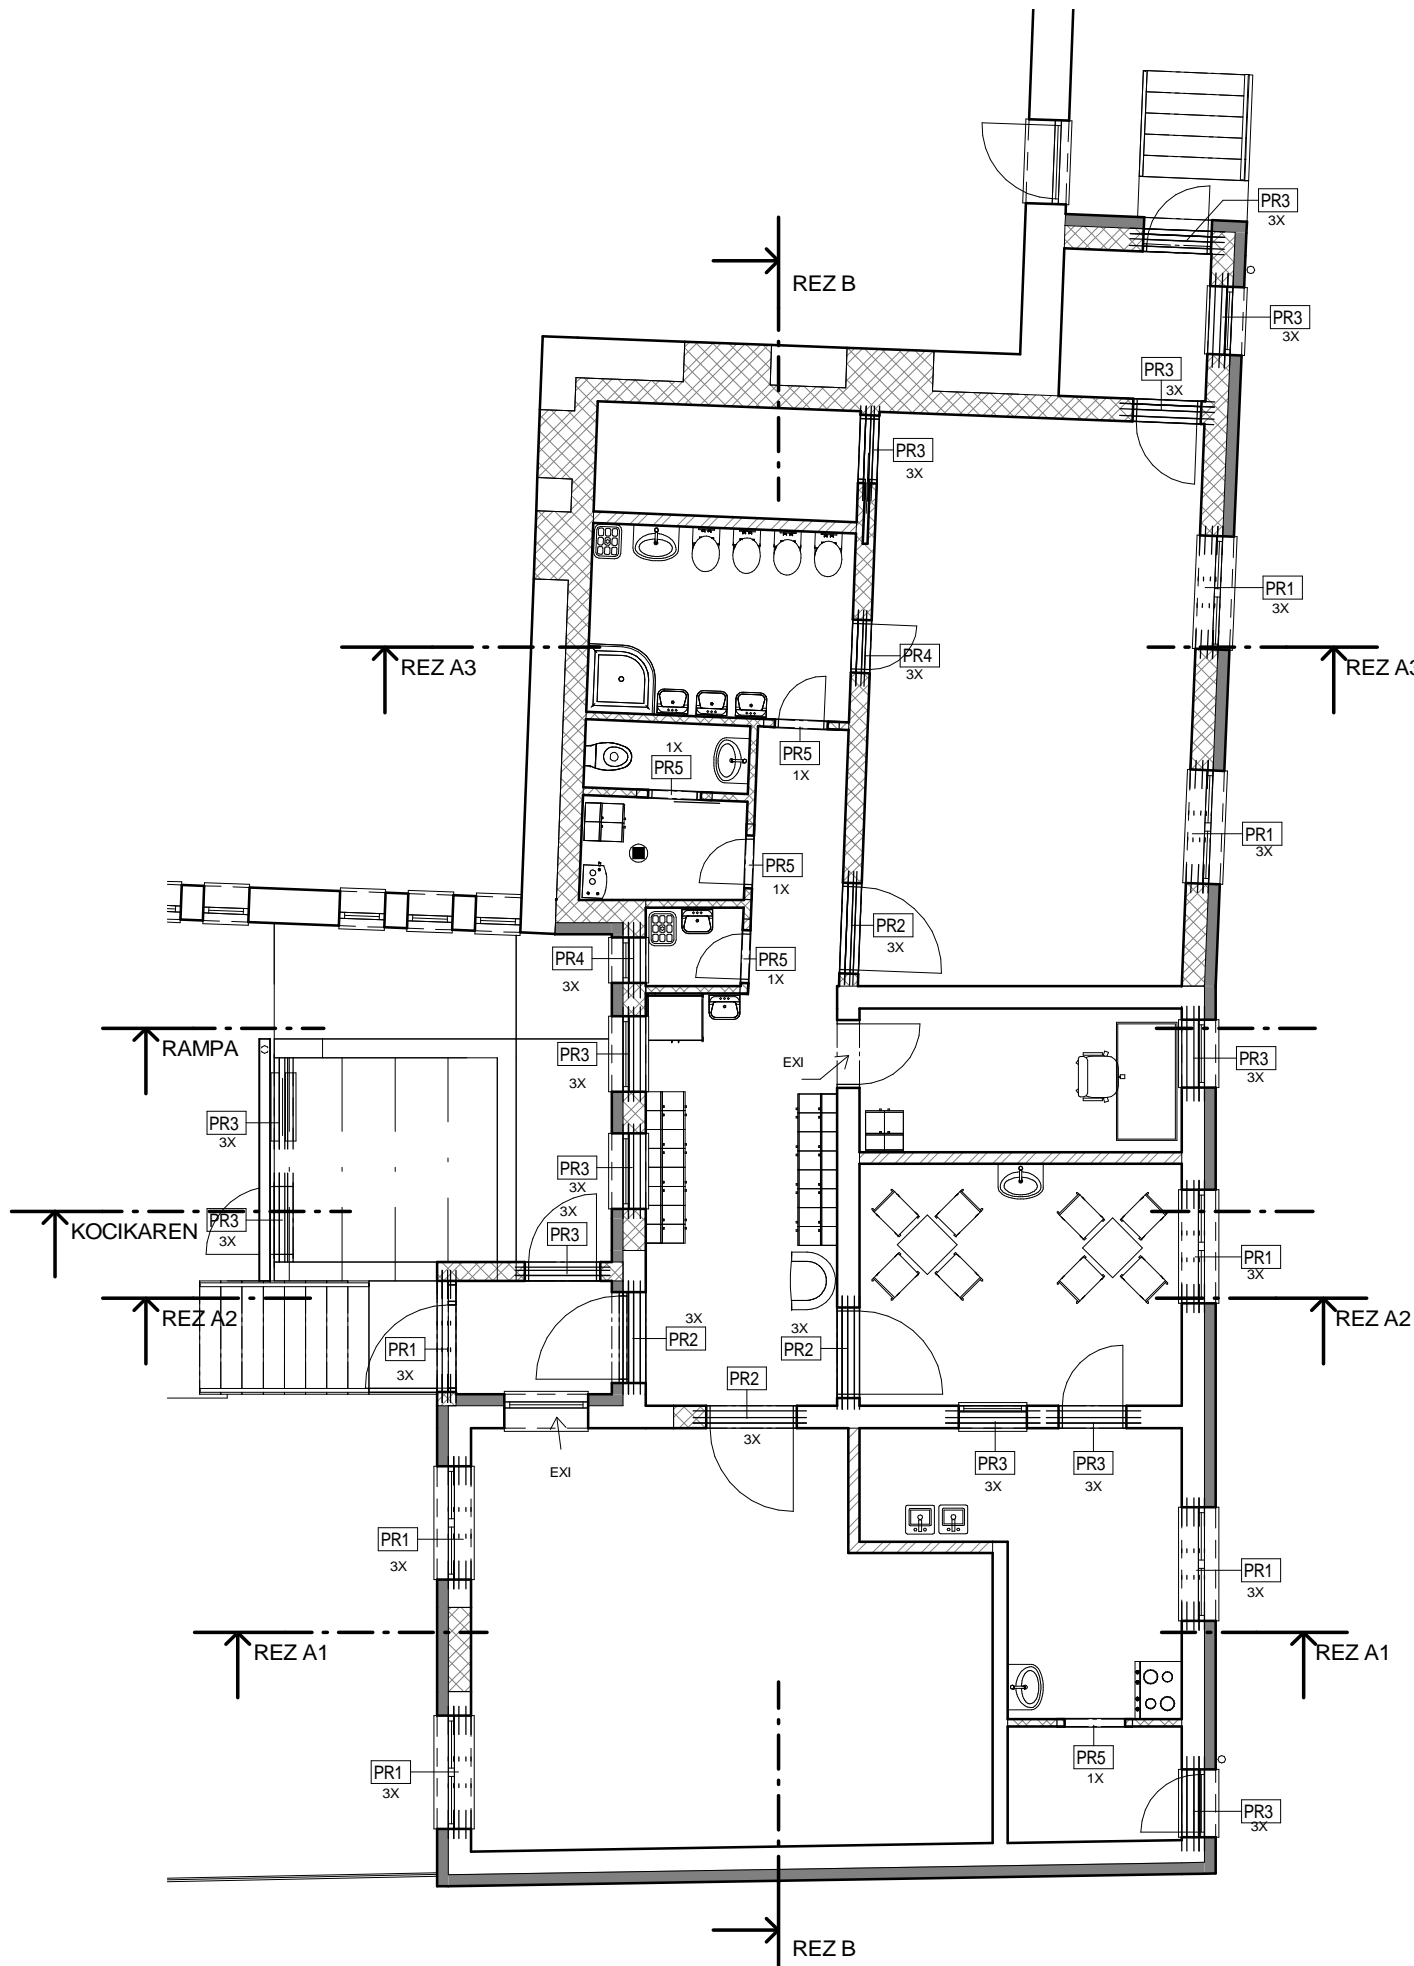 PR3
3X
REZ B
PR3
3X
PR3
3X
PR3
3X
PR1
3X
REZ A3
PR4
3X
REZ A3
1X
PR5
PR5
1X
PR1
3X
PR5
1X
PR2
3X
PR4
3X
PR5
1X
RAMPA
PR3
3X
EXI
PR3
3X
PR3
3X
PR3
3X
3X
PR3
3X
KOCIKAREN
PR3
PR1
3X
REZ A2
3X
PR2
3X
PR2
REZ A2
PR1
3X
PR2
3X
EXI
PR3
3X
PR3
3X
PR1
3X
PR1
3X
REZ A1
REZ A1
PR1
3X
PR5
1X
PR3
3X
REZ B